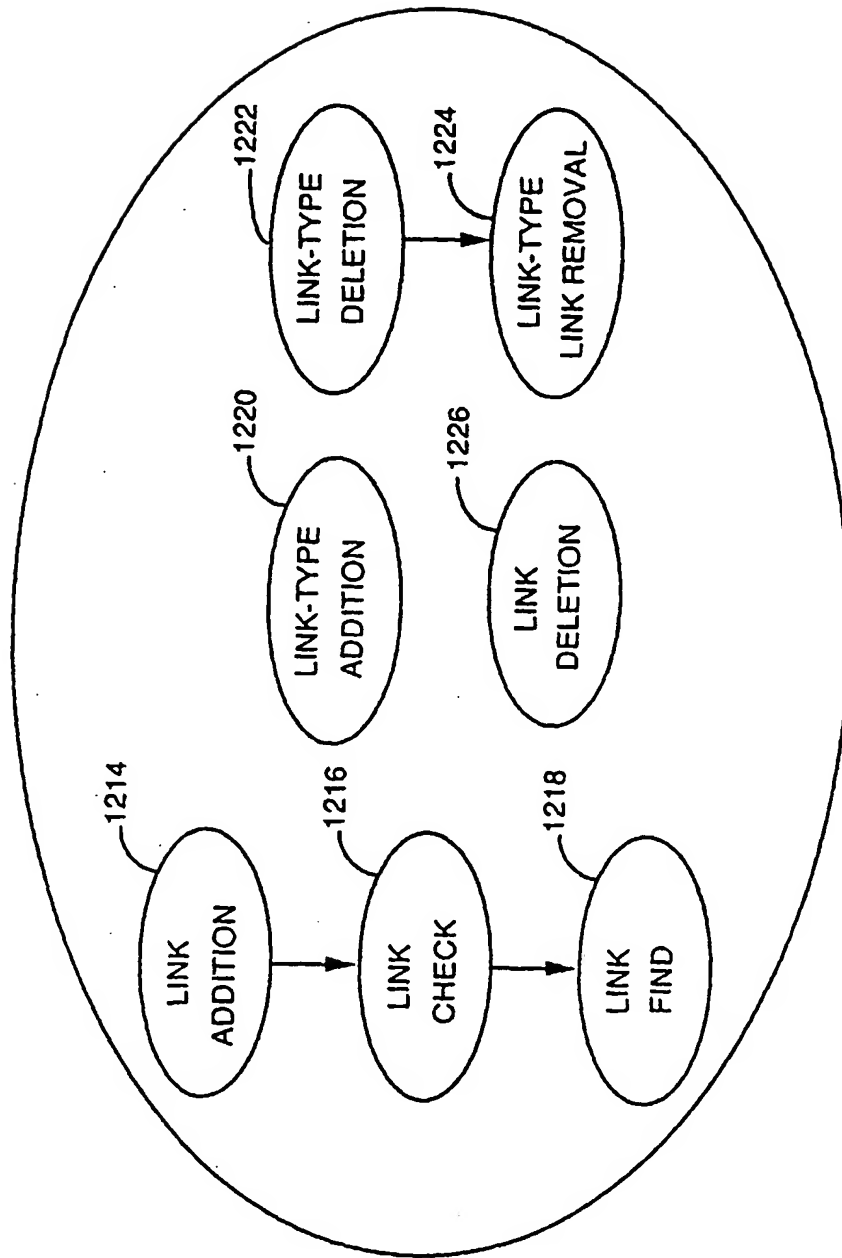 1214
LINK
ADDITION
1216
LINK
CHECK
1218
LINK
FIND
1220
LINK-TYPE
ADDITION
1226
LINK
DELETION
1222
LINK-TYPE
DELETION
1224
LINK-TYPE
LINK REMOVAL